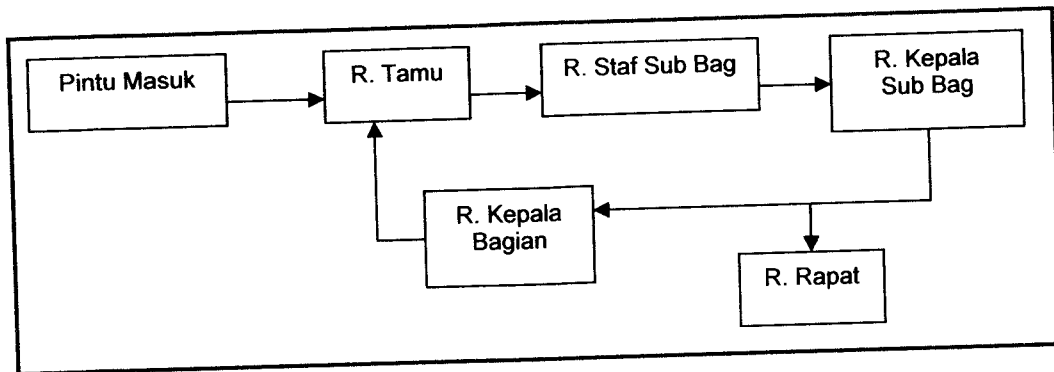 Pintu Masuk
R. Tamu
R. Staf Sub Bag
R. Kepala
Sub Bag
R. Kepala
Bagian
R. Rapat